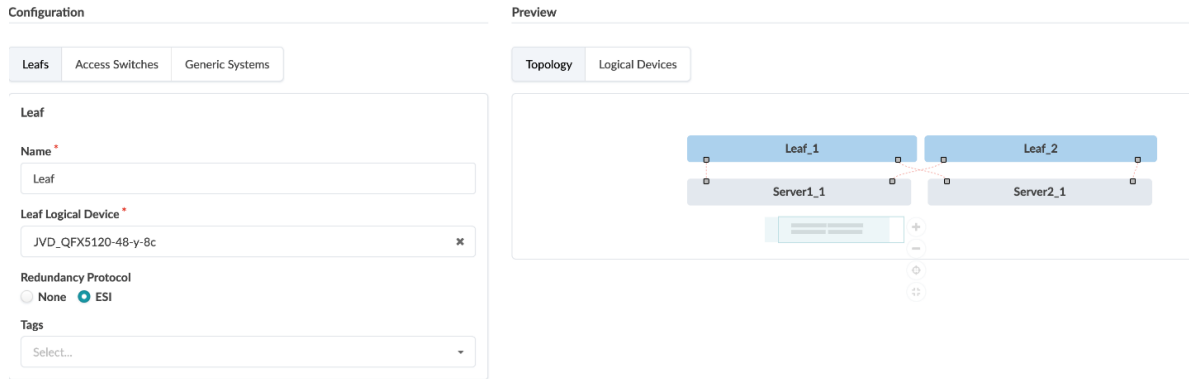 Configuration
Preview
Leafs Access Switches Generic Systems
Topology Logical Devices
Leaf
Name *
Leaf
Leaf Logical Device *
JVD_QFX5120-48-y-8c
Redundancy Protocol
None ESI
Tags
Select...
Leaf_1 Leaf_2
Server1_1 Server2_1